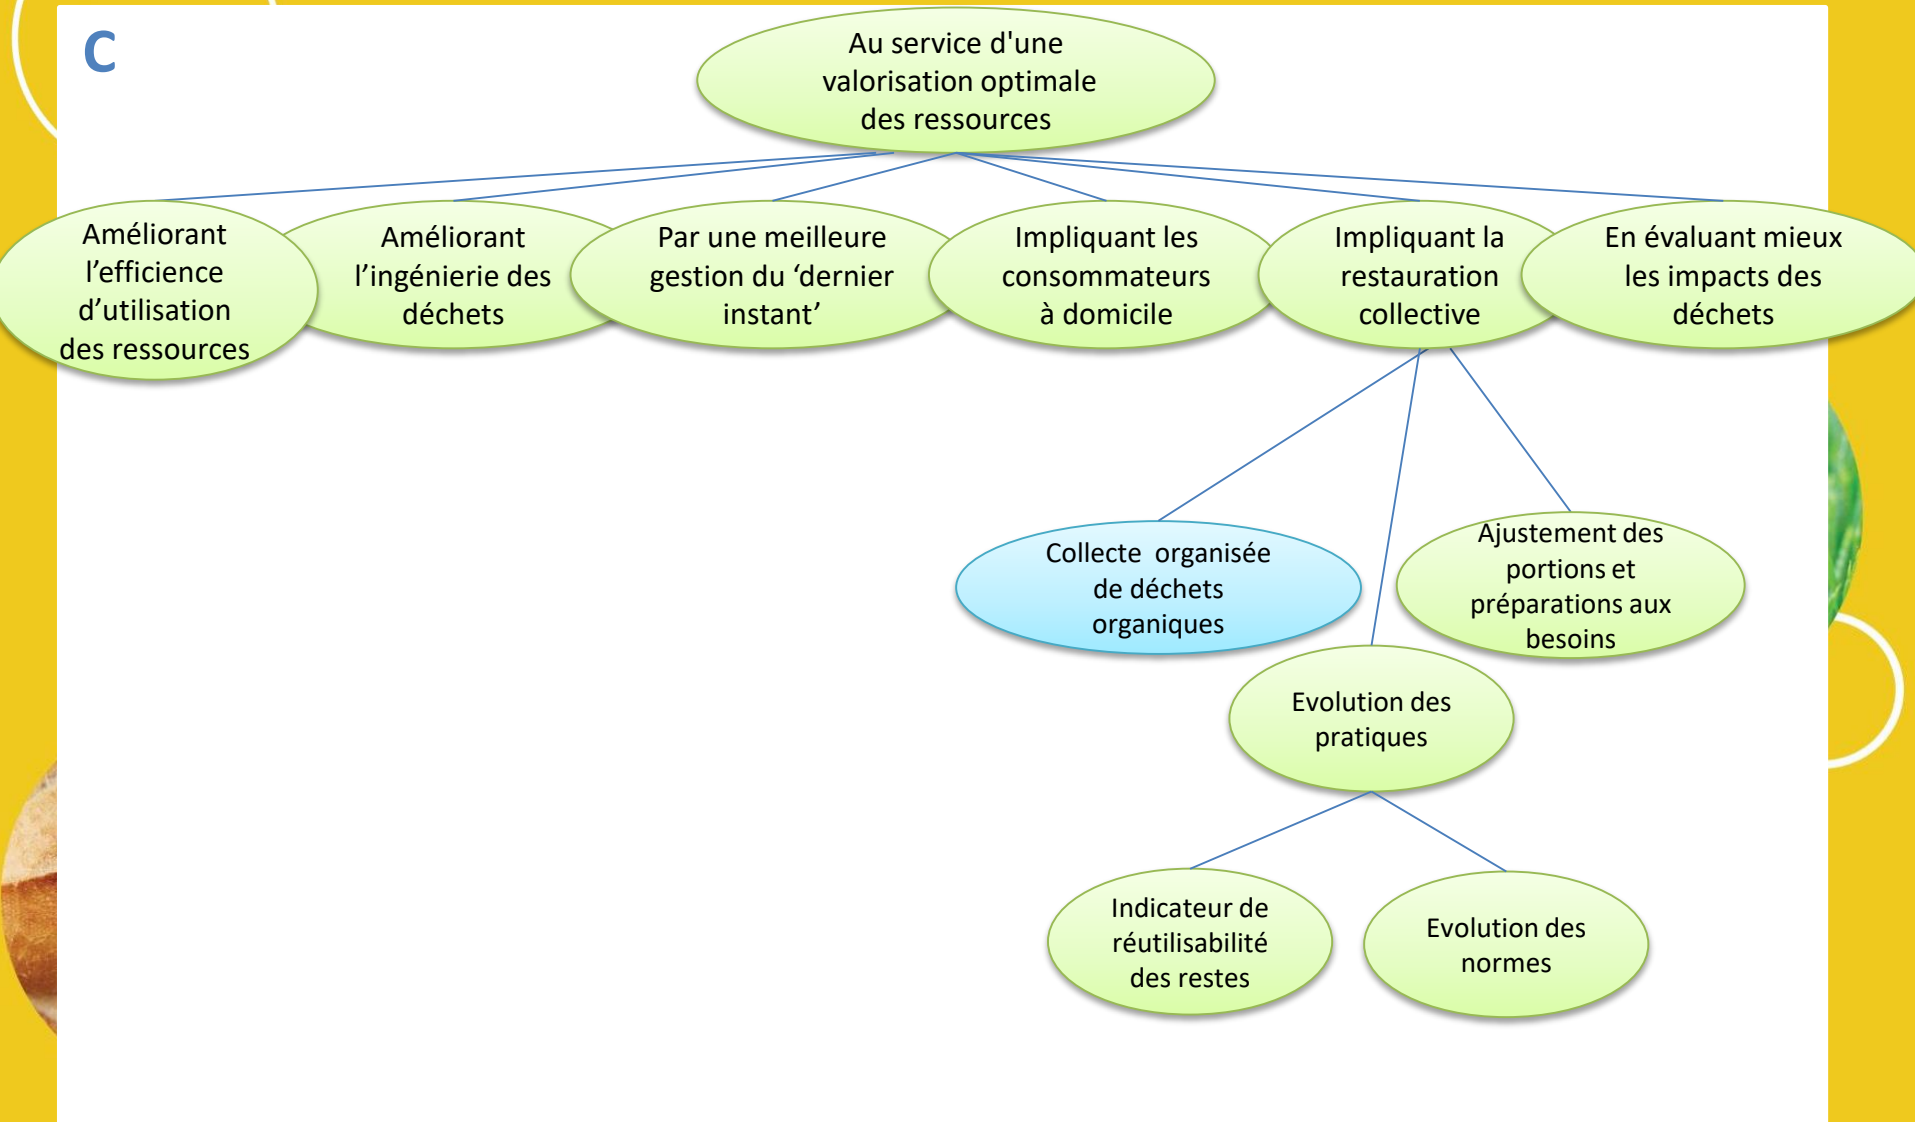 C
Au service d'une
valorisation optimale
des ressources
Améliorant
l’efficience
d’utilisation
des ressources
Améliorant
l’ingénierie des
déchets
Par une meilleure
gestion du ‘dernier
instant’
Impliquant les
consommateurs
à domicile
Impliquant la
restauration
collective
En évaluant mieux
les impacts des
déchets
Collecte  organisée
de déchets
organiques
Ajustement des
portions et
préparations aux
besoins
Evolution des
pratiques
Indicateur de
réutilisabilité
des restes
Evolution des
normes